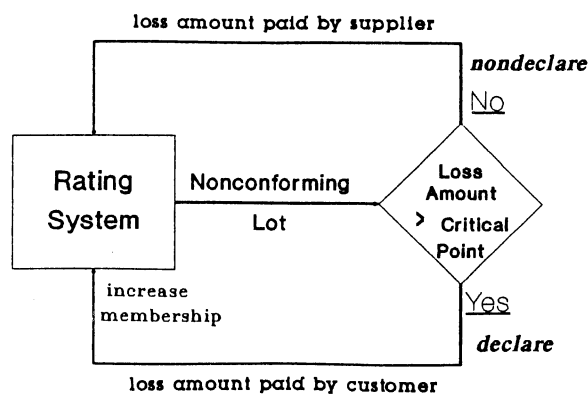 loss amount paid by supplier
nondeclare
No
Rating
System
Nonconforming
Lot
Loss
Amount
> Critical
Point
increase
membership
Yes
declare
loss amount paid by customer